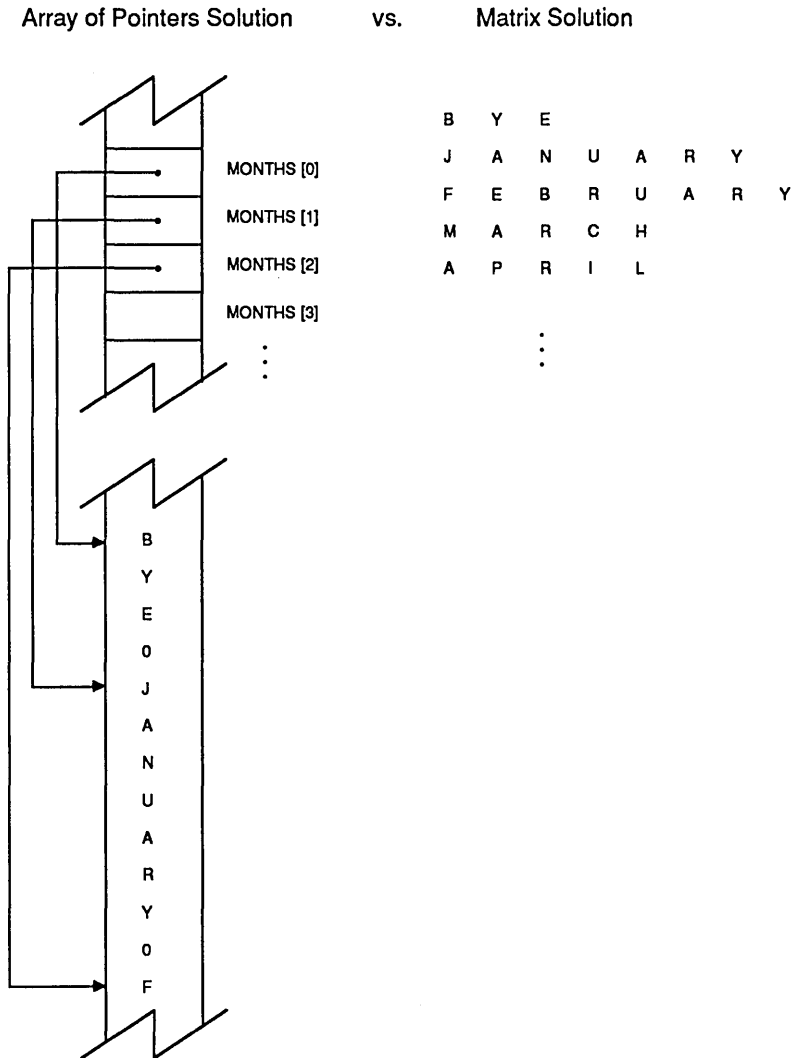 Array of Pointers Solution vs. Matrix Solution
MONTHS [0]
MONTHS [1]
MONTHS [2]
MONTHS [3]
B Y E
J A N U A R Y
F E B R U A R Y
M A R C H
A P R I L
B
Y
E
0
J
A
N
U
A
R
Y
0
F